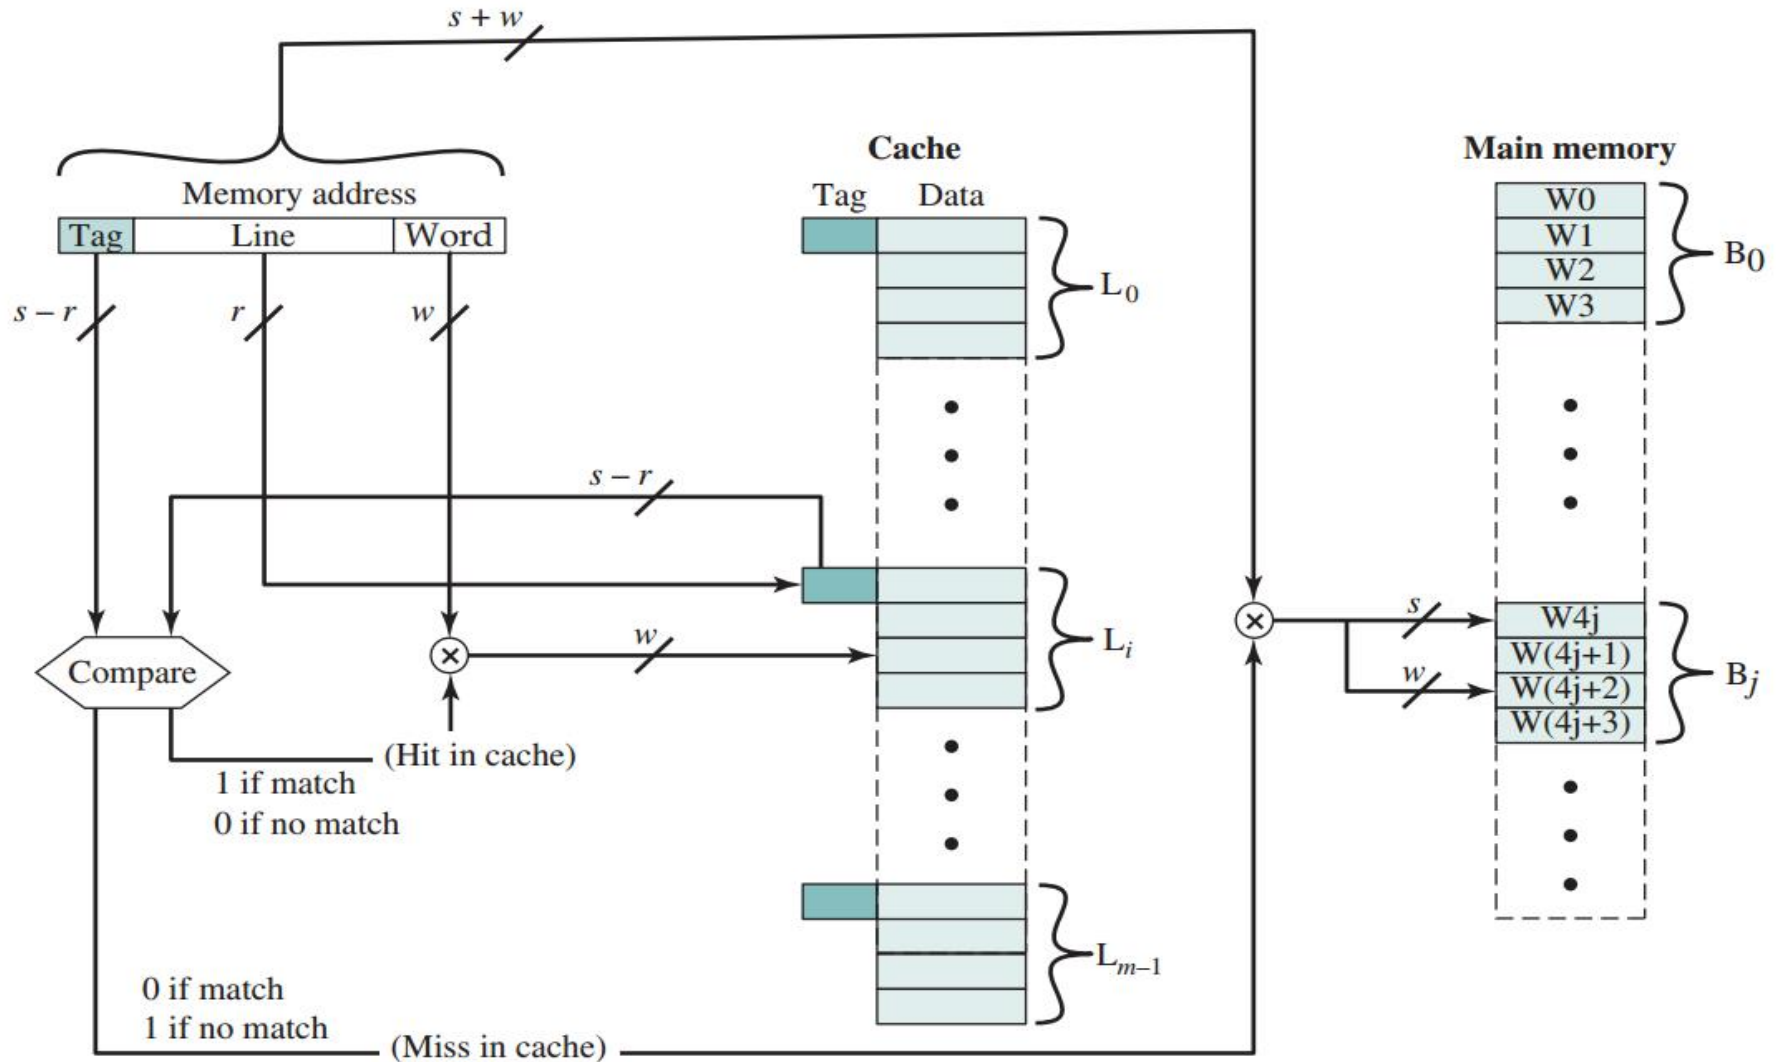 s + w
Cache
Main memory
Memory address
Tag Data
Tag Line Word
W0
W1
W2
W3
B0
L0
s – r
r
w
s – r
Compare
w
Li
s
w
W4j
W(4j+1)
W(4j+2)
W(4j+3)
Bj
(Hit in cache)
1 if match
0 if no match
Lm–1
0 if match
1 if no match
(Miss in cache)